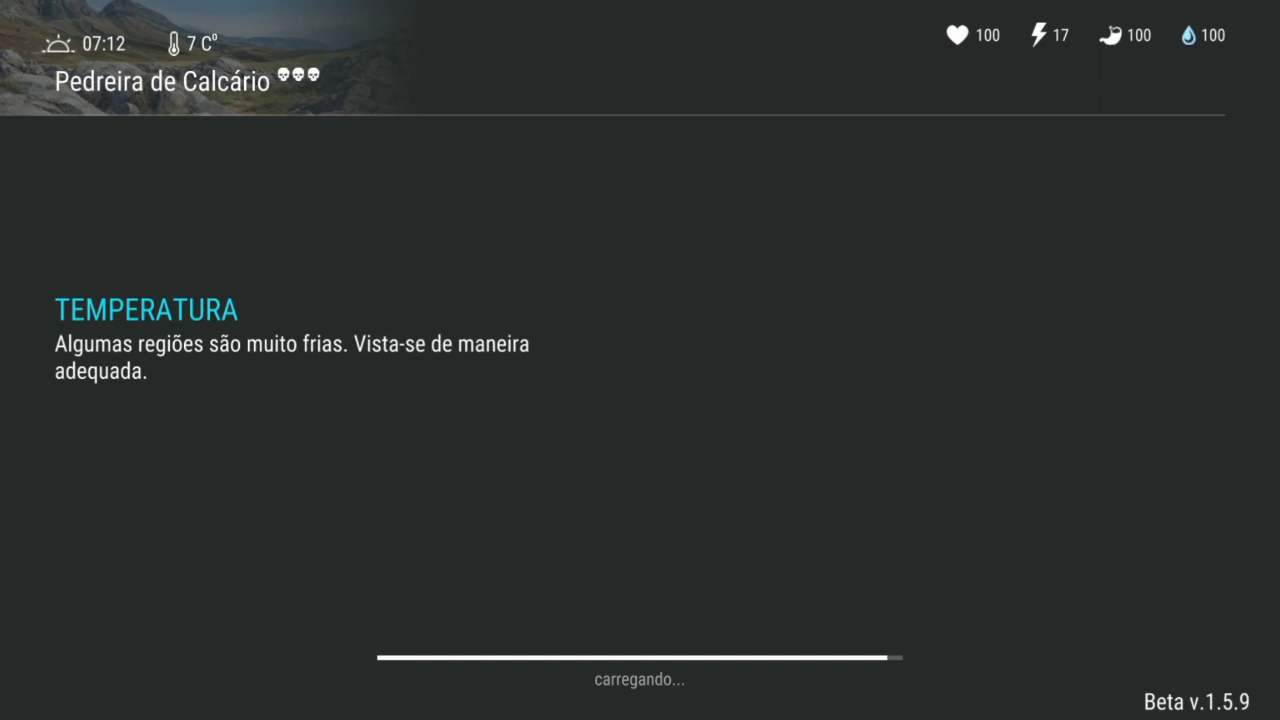 07:12 7 Cº
100 17 100 100
Pedreira de Calcário
TEMPERATURA
Algumas regiões são muito frias. Vista-se de maneira
adequada.
carregando...
Beta v.1.5.9